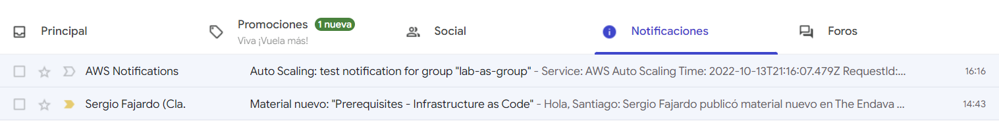 Principal
Promociones 1 nueva
Viva ¡Vuela más!
Social
Notificaciones
Foros
AWS Notifications Auto Scaling: test notification for group "lab-as-group" - Service: AWS Auto Scaling Time: 2022-10-13T21:16:07.479Z RequestId:... 16:16
Sergio Fajardo (Cla. Material nuevo: "Prerequisites - Infrastructure as Code" - Hola, Santiago: Sergio Fajardo publicó material nuevo en The Endava ... 14:43